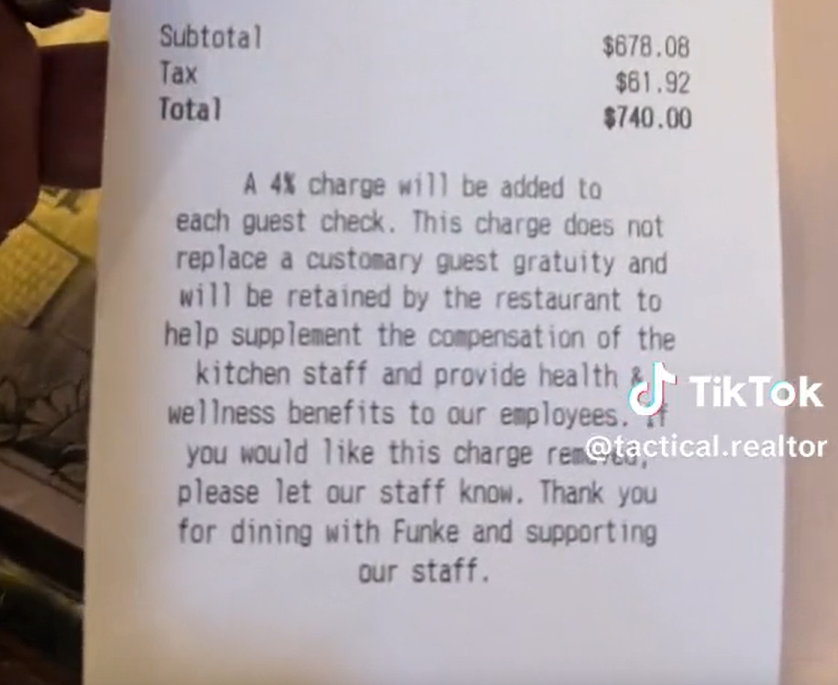 Subtotal $678.08
Tax $61.92
Total $740.00
A 4% charge will be added to
each guest check. This charge does not
replace a customary guest gratuity and
will be retained by the restaurant to
help supplement the compensation of the
kitchen staff and provide health &
wellness benefits to our employees. If
you would like this charge removed,
please let our staff know. Thank you
for dining with Funke and supporting
our staff.
TikTok
@tactical.realtor